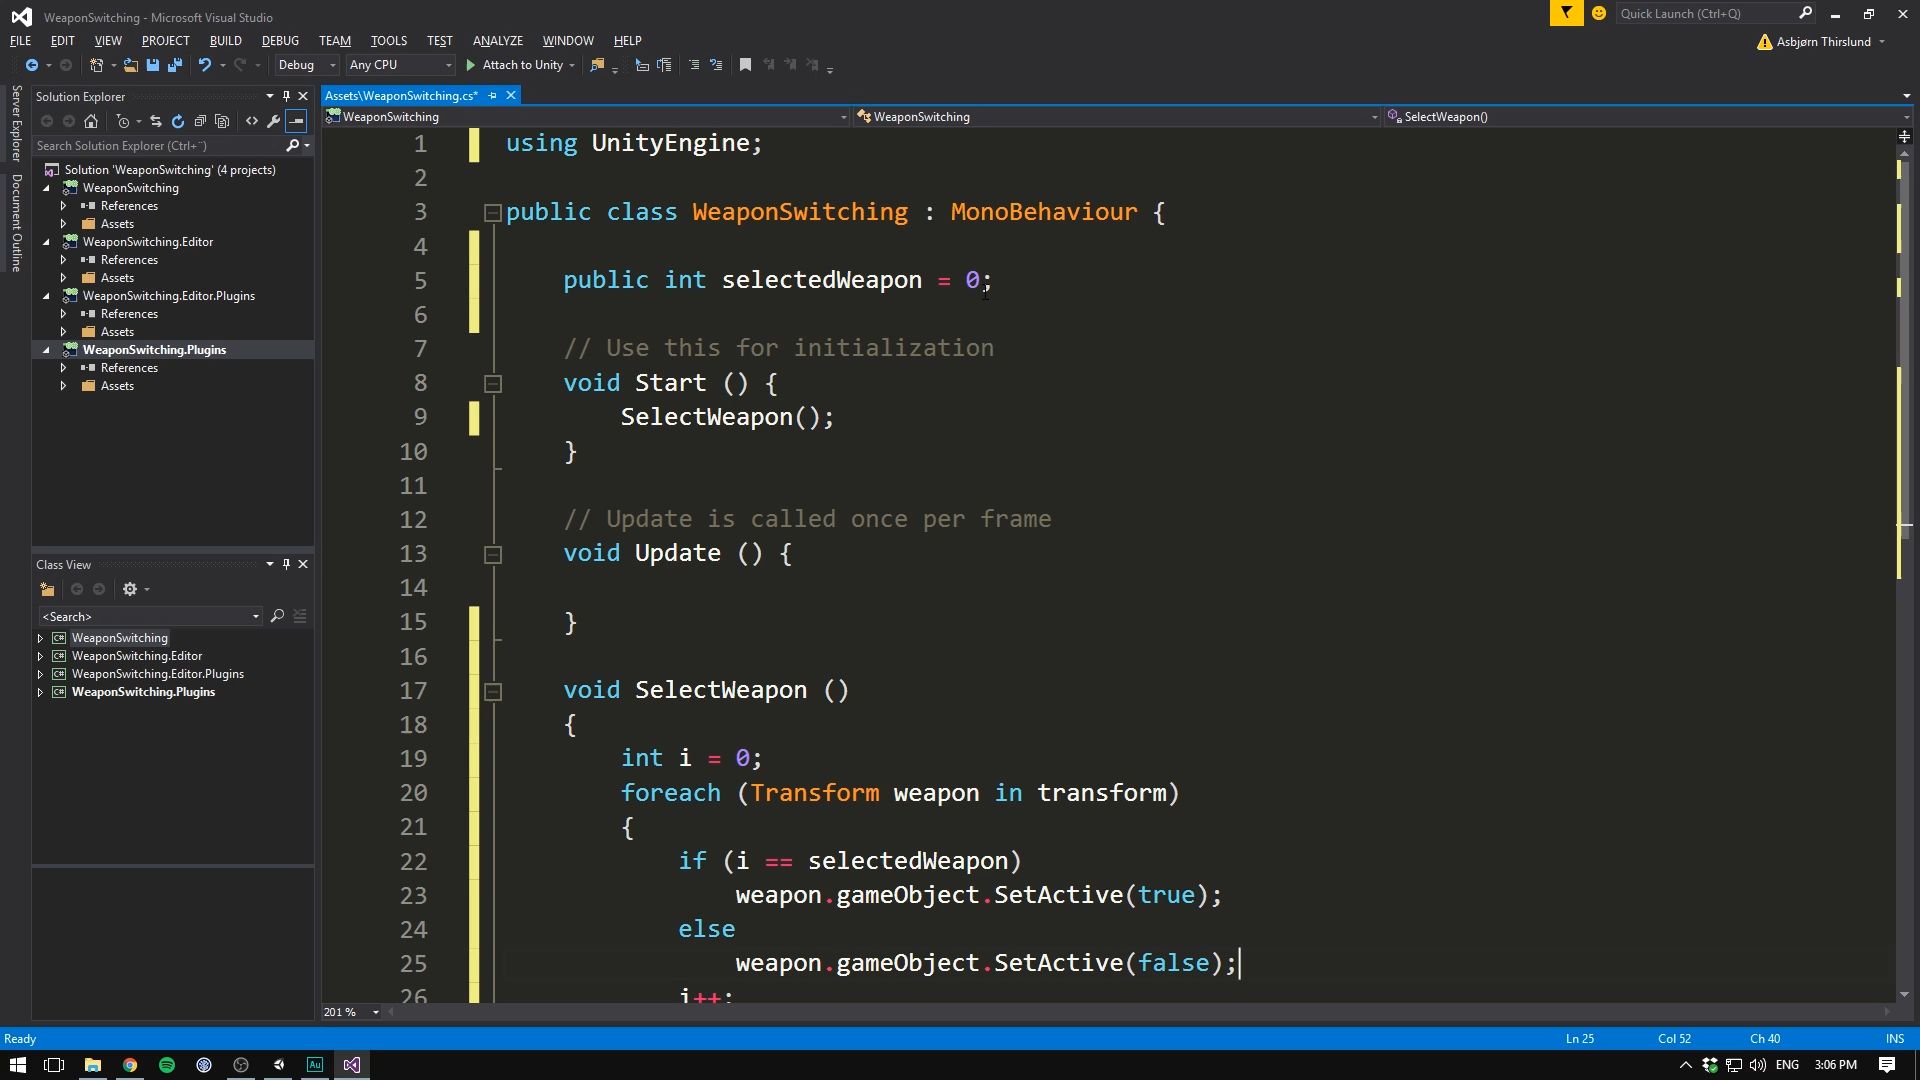 WeaponSwitching - Microsoft Visual Studio
Quick Launch (Ctrl+Q)
FILE EDIT VIEW PROJECT BUILD DEBUG TEAM TOOLS TEST ANALYZE WINDOW HELP
Asbjørn Thirslund
Debug Any CPU Attach to Unity
Server Explorer
Document Outline
Solution Explorer
Search Solution Explorer (Ctrl+¨)
Solution 'WeaponSwitching' (4 projects)
WeaponSwitching
References
Assets
WeaponSwitching.Editor
References
Assets
WeaponSwitching.Editor.Plugins
References
Assets
WeaponSwitching.Plugins
References
Assets
Class View
<Search>
WeaponSwitching
WeaponSwitching.Editor
WeaponSwitching.Editor.Plugins
WeaponSwitching.Plugins
Assets\WeaponSwitching.cs*
WeaponSwitching WeaponSwitching SelectWeapon()
1 using UnityEngine;
2
3 public class WeaponSwitching : MonoBehaviour {
4
5 public int selectedWeapon = 0;
6
7 // Use this for initialization
8 void Start () {
9 SelectWeapon();
10 }
11
12 // Update is called once per frame
13 void Update () {
14
15 }
16
17 void SelectWeapon ()
18 {
19 int i = 0;
20 foreach (Transform weapon in transform)
21 {
22 if (i == selectedWeapon)
23 weapon.gameObject.SetActive(true);
24 else
25 weapon.gameObject.SetActive(false);
26 i++;
201 %
Ready Ln 25 Col 52 Ch 40 INS
Au ENG 3:06 PM